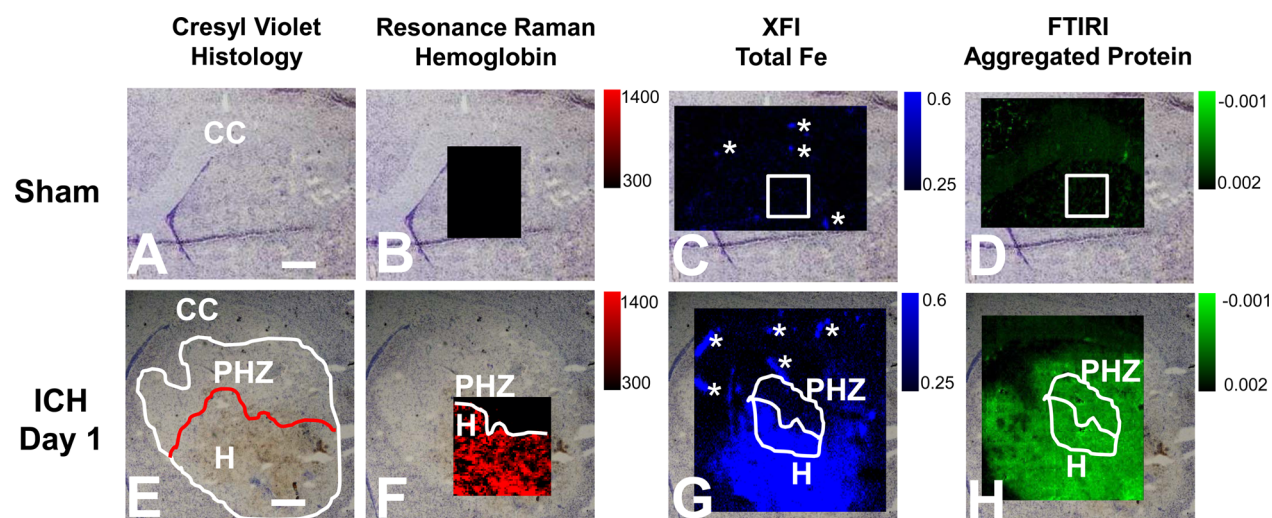 Cresyl Violet
Histology
Resonance Raman
Hemoglobin
XFI
Total Fe
FTIRI
Aggregated Protein
Sham
CC
A
B
1400
300
* * * *
C
0.6
0.25
D
-0.001
0.002
ICH
Day 1
CC
PHZ
H
E
PHZ
H
F
1400
300
* * * * *
PHZ
H
G
0.6
0.25
PHZ
H
H
-0.001
0.002